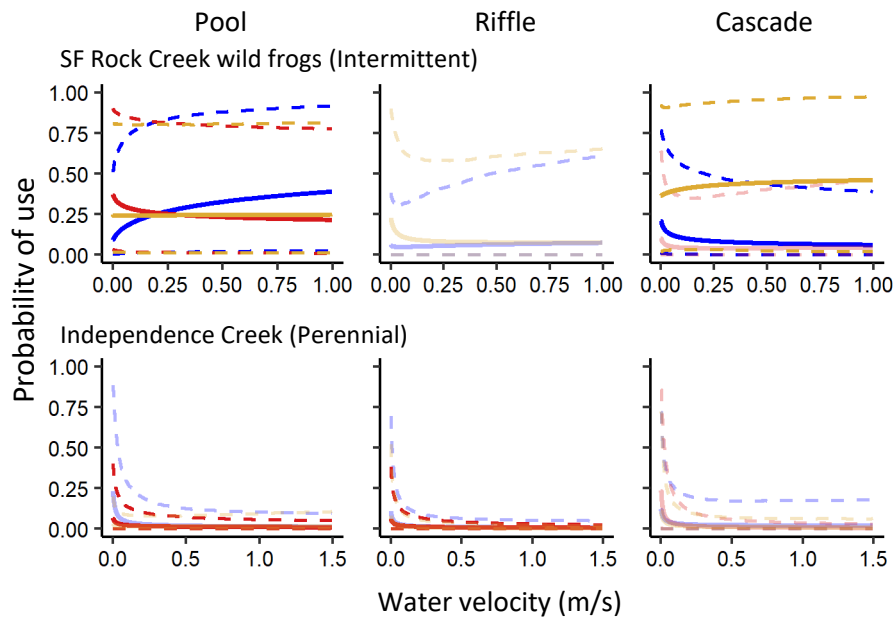 Pool Riffle Cascade
SF Rock Creek wild frogs (Intermittent)
1.00
0.75
0.50
0.25
0.00
0.00 0.25 0.50 0.75 1.00 0.00 0.25 0.50 0.75 1.00 0.00 0.25 0.50 0.75 1.00
Probability of use
Independence Creek (Perennial)
1.00
0.75
0.50
0.25
0.00
0.0 0.5 1.0 1.5 0.0 0.5 1.0 1.5 0.0 0.5 1.0 1.5
Water velocity (m/s)